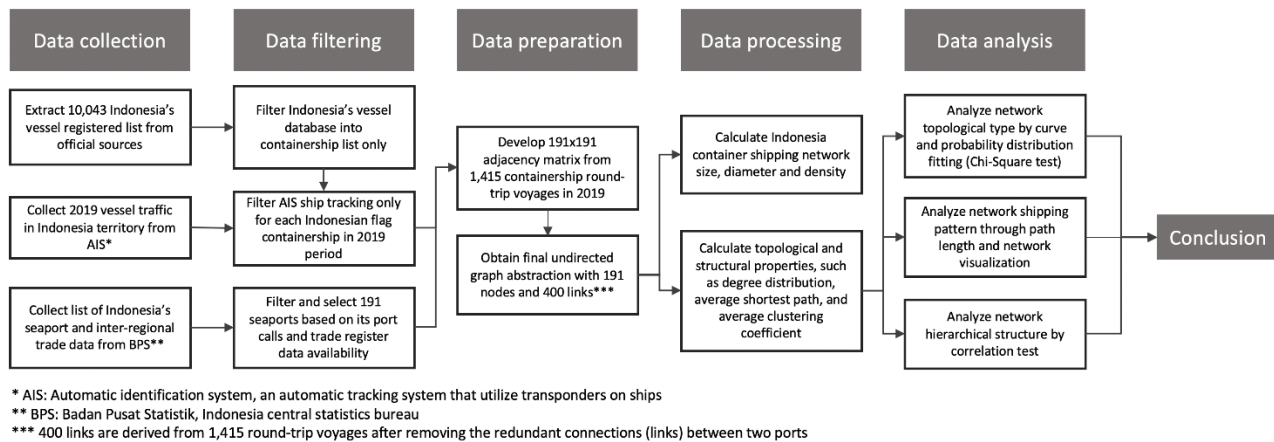 Data collection
Data filtering
Data preparation
Data processing
Data analysis
Extract 10,043 Indonesia's
vessel registered list from
official sources
Collect 2019 vessel traffic
in Indonesia territory from
AIS*
Collect list of Indonesia's
seaport and inter-regional
trade data from BPS**
Filter Indonesia's vessel
database into
containership list only
Filter AIS ship tracking only
for each Indonesian flag
containership in 2019
period
Filter and select 191
seaports based on its port
calls and trade register
data availability
Develop 191x191
adjacency matrix from
1,415 containership round-
trip voyages in 2019
Obtain final undirected
graph abstraction with 191
nodes and 400 links***
Calculate Indonesia
container shipping network
size, diameter and density
Calculate topological and
structural properties, such
as degree distribution,
average shortest path, and
average clustering
coefficient
Analyze network
topological type by curve
and probability distribution
fitting (Chi-Square test)
Analyze network shipping
pattern through path
length and network
visualization
Analyze network
hierarchical structure by
correlation test
Conclusion
* AIS: Automatic identification system, an automatic tracking system that utilize transponders on ships
** BPS: Badan Pusat Statistik, Indonesia central statistics bureau
*** 400 links are derived from 1,415 round-trip voyages after removing the redundant connections (links) between two ports